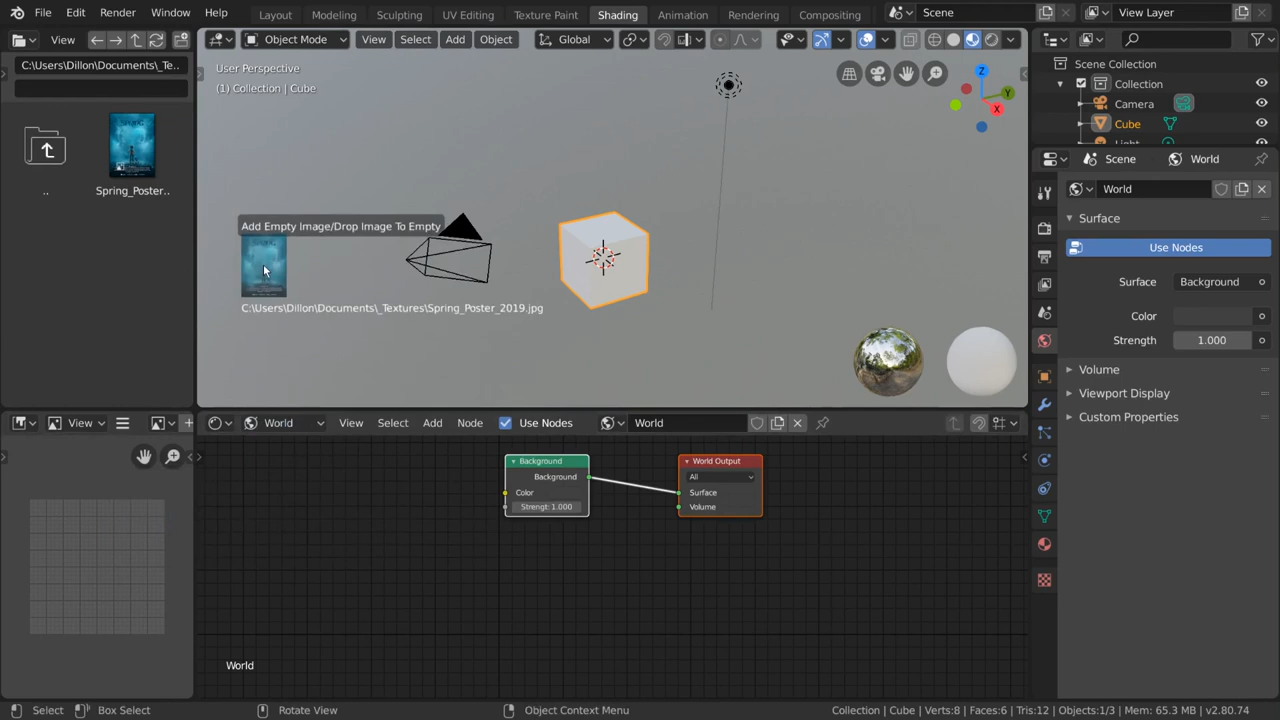 File Edit Render Window Help
Layout Modeling Sculpting UV Editing Texture Paint Shading Animation Rendering Compositing
Scene
View Layer
View
Object Mode View Select Add Object Global
C:\Users\Dillon\Documents\_Te..
User Perspective
(1) Collection | Cube
SPRING
..
Spring_Poster..
Add Empty Image/Drop Image To Empty
C:\Users\Dillon\Documents\_Textures\Spring_Poster_2019.jpg
Z
Y
X
Scene Collection
Collection
Camera
Cube
Light
Scene World
World
Surface
Use Nodes
Surface Background
Color
Strength 1.000
Volume
Viewport Display
Custom Properties
View
World View Select Add Node Use Nodes World
Background
Background
Color
Strengt: 1.000
World Output
All
Surface
Volume
World
Select Box Select Rotate View Object Context Menu
Collection | Cube | Verts:8 | Faces:6 | Tris:12 | Objects:1/3 | Mem: 65.3 MB | v2.80.74